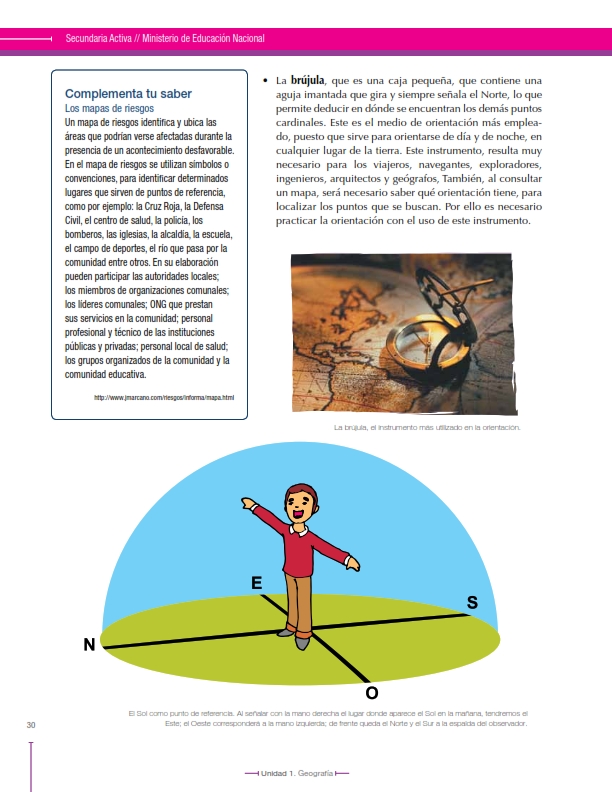 Secundaria Activa // Ministerio de Educación Nacional
Complementa tu saber
Los mapas de riesgos
Un mapa de riesgos identifica y ubica las
áreas que podrían verse afectadas durante la
presencia de un acontecimiento desfavorable.
En el mapa de riesgos se utilizan símbolos o
convenciones, para identificar determinados
lugares que sirven de puntos de referencia,
como por ejemplo: la Cruz Roja, la Defensa
Civil, el centro de salud, la policía, los
bomberos, las iglesias, la alcaldía, la escuela,
el campo de deportes, el río que pasa por la
comunidad entre otros. En su elaboración
pueden participar las autoridades locales;
los miembros de organizaciones comunales;
los líderes comunales; ONG que prestan
sus servicios en la comunidad; personal
profesional y técnico de las instituciones
públicas y privadas; personal local de salud;
los grupos organizados de la comunidad y la
comunidad educativa.
http://www.jmarcano.com/riesgos/informa/mapa.html
• La brújula, que es una caja pequeña, que contiene una
aguja imantada que gira y siempre señala el Norte, lo que
permite deducir en dónde se encuentran los demás puntos
cardinales. Este es el medio de orientación más emplea-
do, puesto que sirve para orientarse de día y de noche, en
cualquier lugar de la tierra. Este instrumento, resulta muy
necesario para los viajeros, navegantes, exploradores,
ingenieros, arquitectos y geógrafos, También, al consultar
un mapa, será necesario saber qué orientación tiene, para
localizar los puntos que se buscan. Por ello es necesario
practicar la orientación con el uso de este instrumento.
La brújula, el instrumento más utilizado en la orientación.
E
S
N
O
El Sol como punto de referencia. Al señalar con la mano derecha el lugar donde aparece el Sol en la mañana, tendremos el
Este; el Oeste corresponderá a la mano izquierda; de frente queda el Norte y el Sur a la espalda del observador.
30
Unidad 1. Geografía